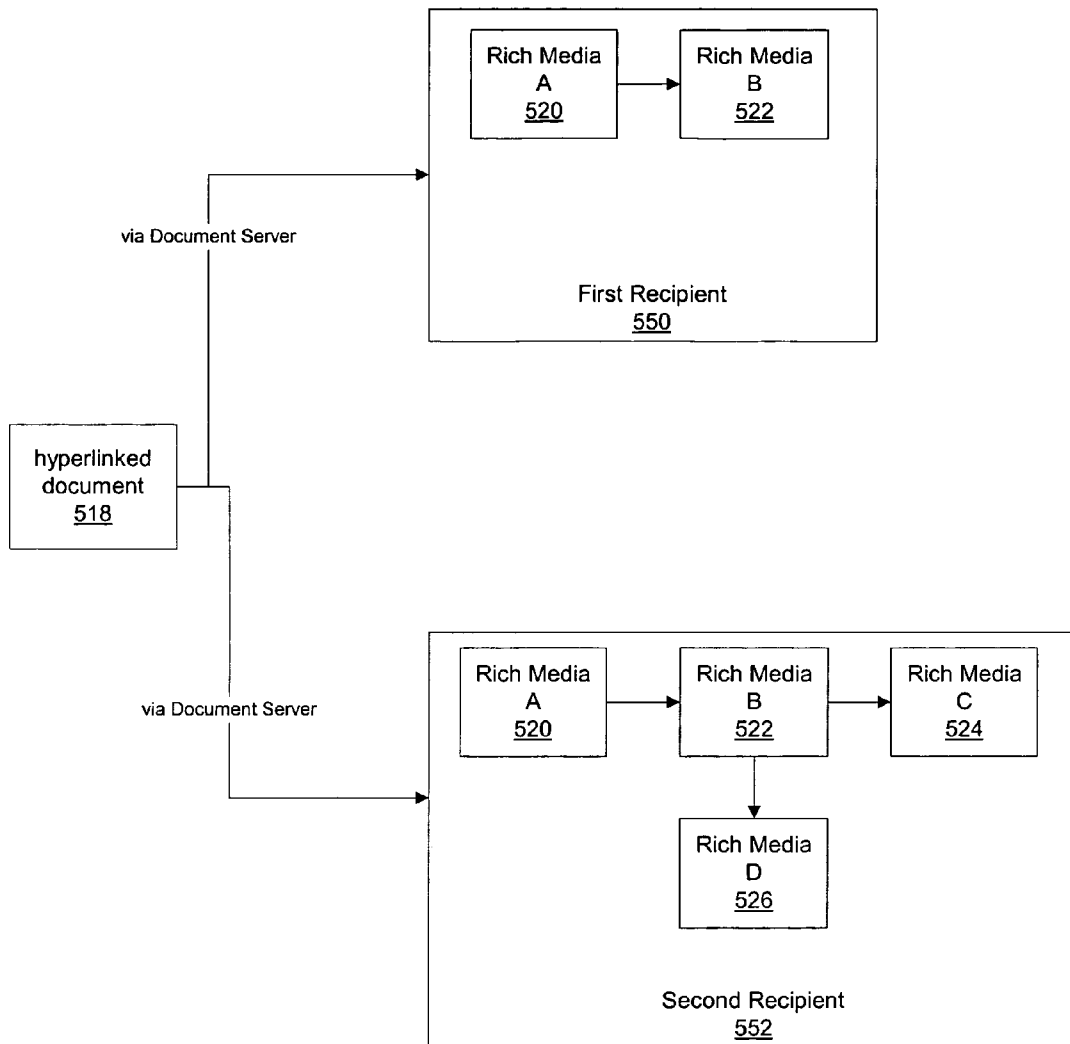 Rich Media
A
520
Rich Media
B
522
via Document Server
First Recipient
550
hyperlinked
document
518
via Document Server
Rich Media
A
520
Rich Media
B
522
Rich Media
C
524
Rich Media
D
526
Second Recipient
552